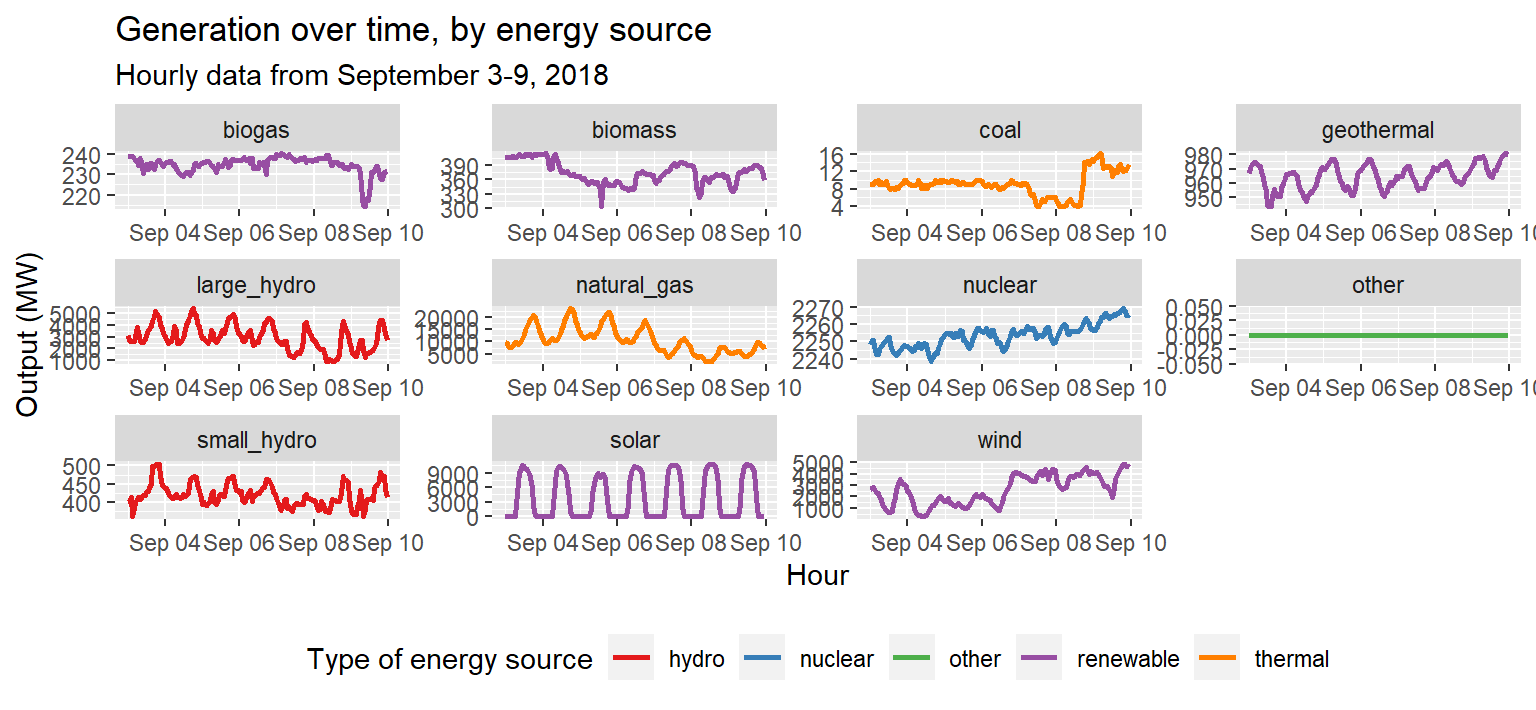 Generation over time, by energy source
Hourly data from September 3-9, 2018
biogas
240
230
220
Sep 04 Sep 06 Sep 08 Sep 10
biomass
390
300
Sep 04 Sep 06 Sep 08 Sep 10
coal
16
12
8
4
Sep 04 Sep 06 Sep 08 Sep 10
geothermal
980
970
960
950
Sep 04 Sep 06 Sep 08 Sep 10
Output (MW)
large_hydro
5000
4000
3000
2000
1000
Sep 04 Sep 06 Sep 08 Sep 10
natural_gas
20000
15000
10000
5000
Sep 04 Sep 06 Sep 08 Sep 10
nuclear
2270
2260
2250
2240
Sep 04 Sep 06 Sep 08 Sep 10
other
0.050
0.025
0.000
-0.025
-0.050
Sep 04 Sep 06 Sep 08 Sep 10
small_hydro
500
450
400
Sep 04 Sep 06 Sep 08 Sep 10
solar
9000
6000
3000
0
Sep 04 Sep 06 Sep 08 Sep 10
wind
5000
4000
3000
2000
1000
Sep 04 Sep 06 Sep 08 Sep 10
Hour
Type of energy source hydro nuclear other renewable thermal